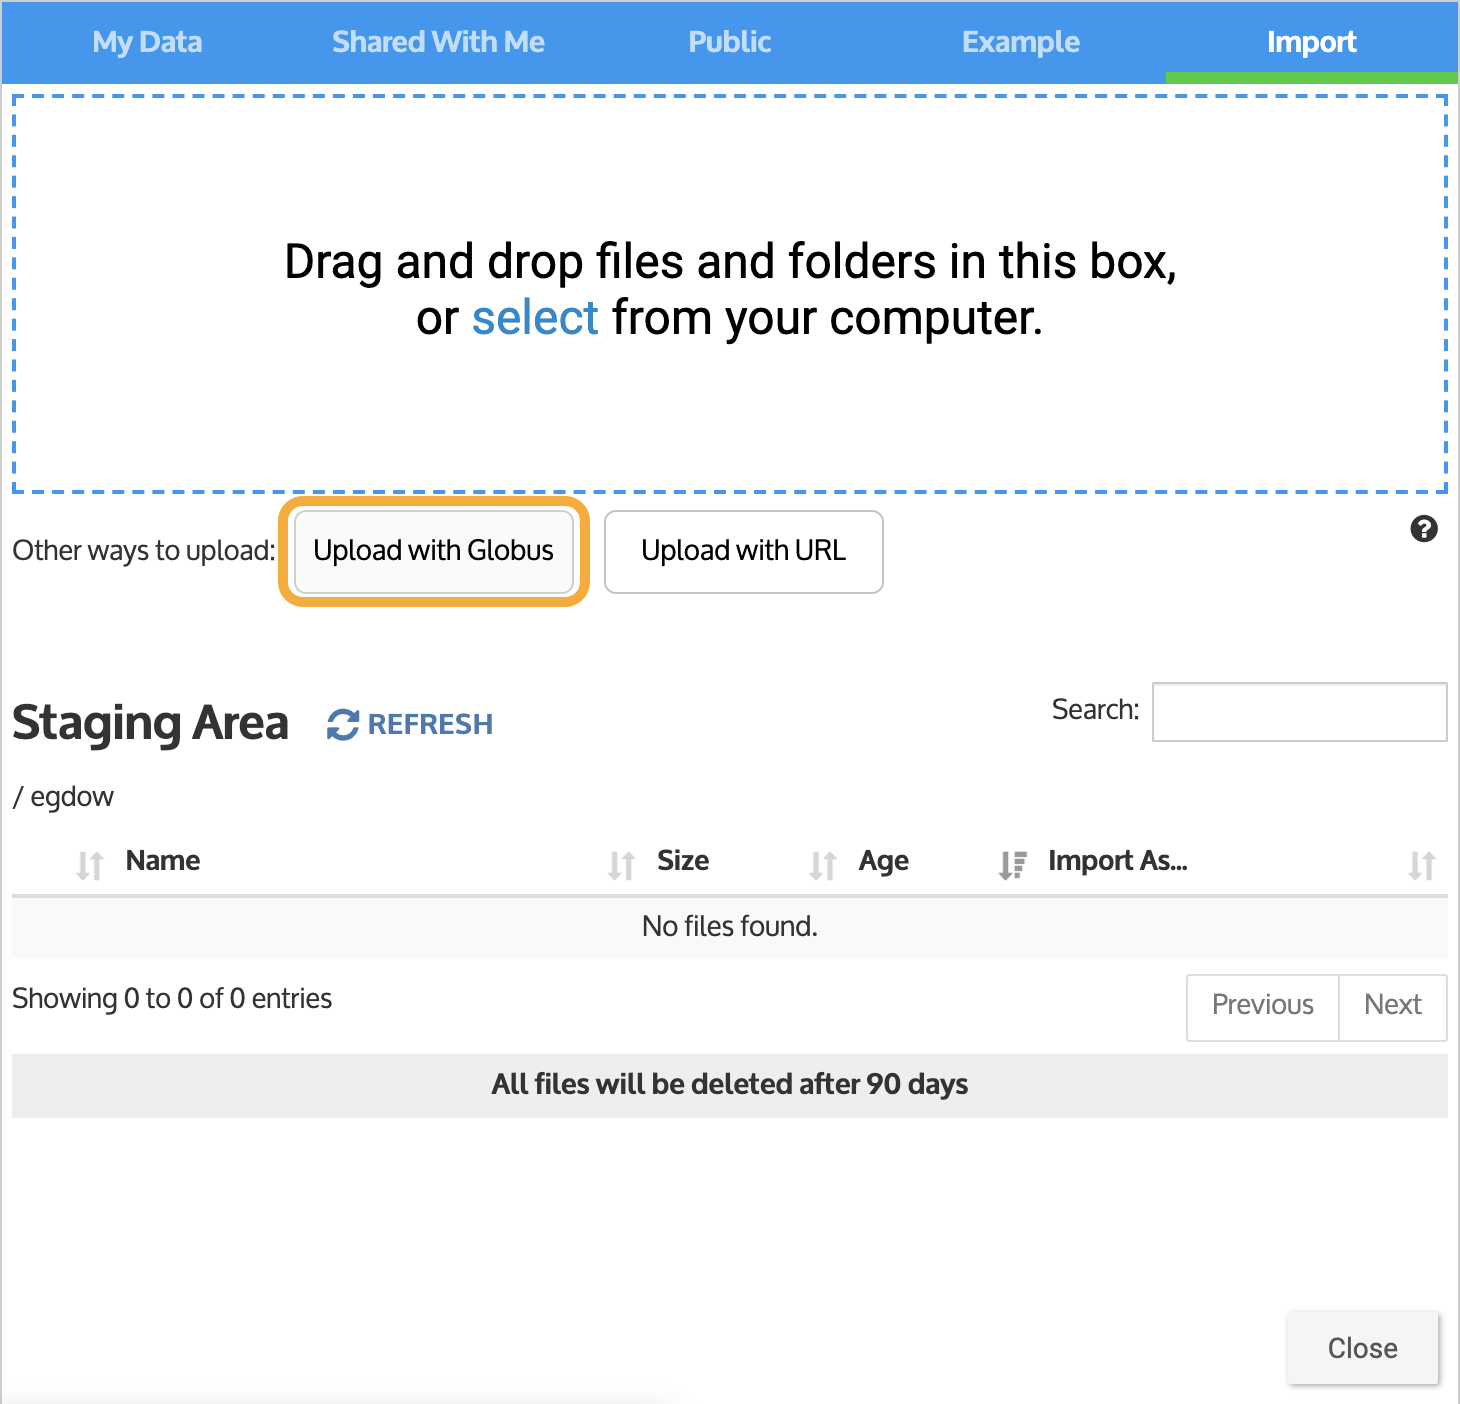 My Data Shared With Me Public Example Import
Drag and drop files and folders in this box,
or select from your computer.
Other ways to upload: Upload with Globus Upload with URL
Staging Area REFRESH Search:
/ egdow
Name Size Age Import As...
No files found.
Showing 0 to 0 of 0 entries Previous Next
All files will be deleted after 90 days
Close